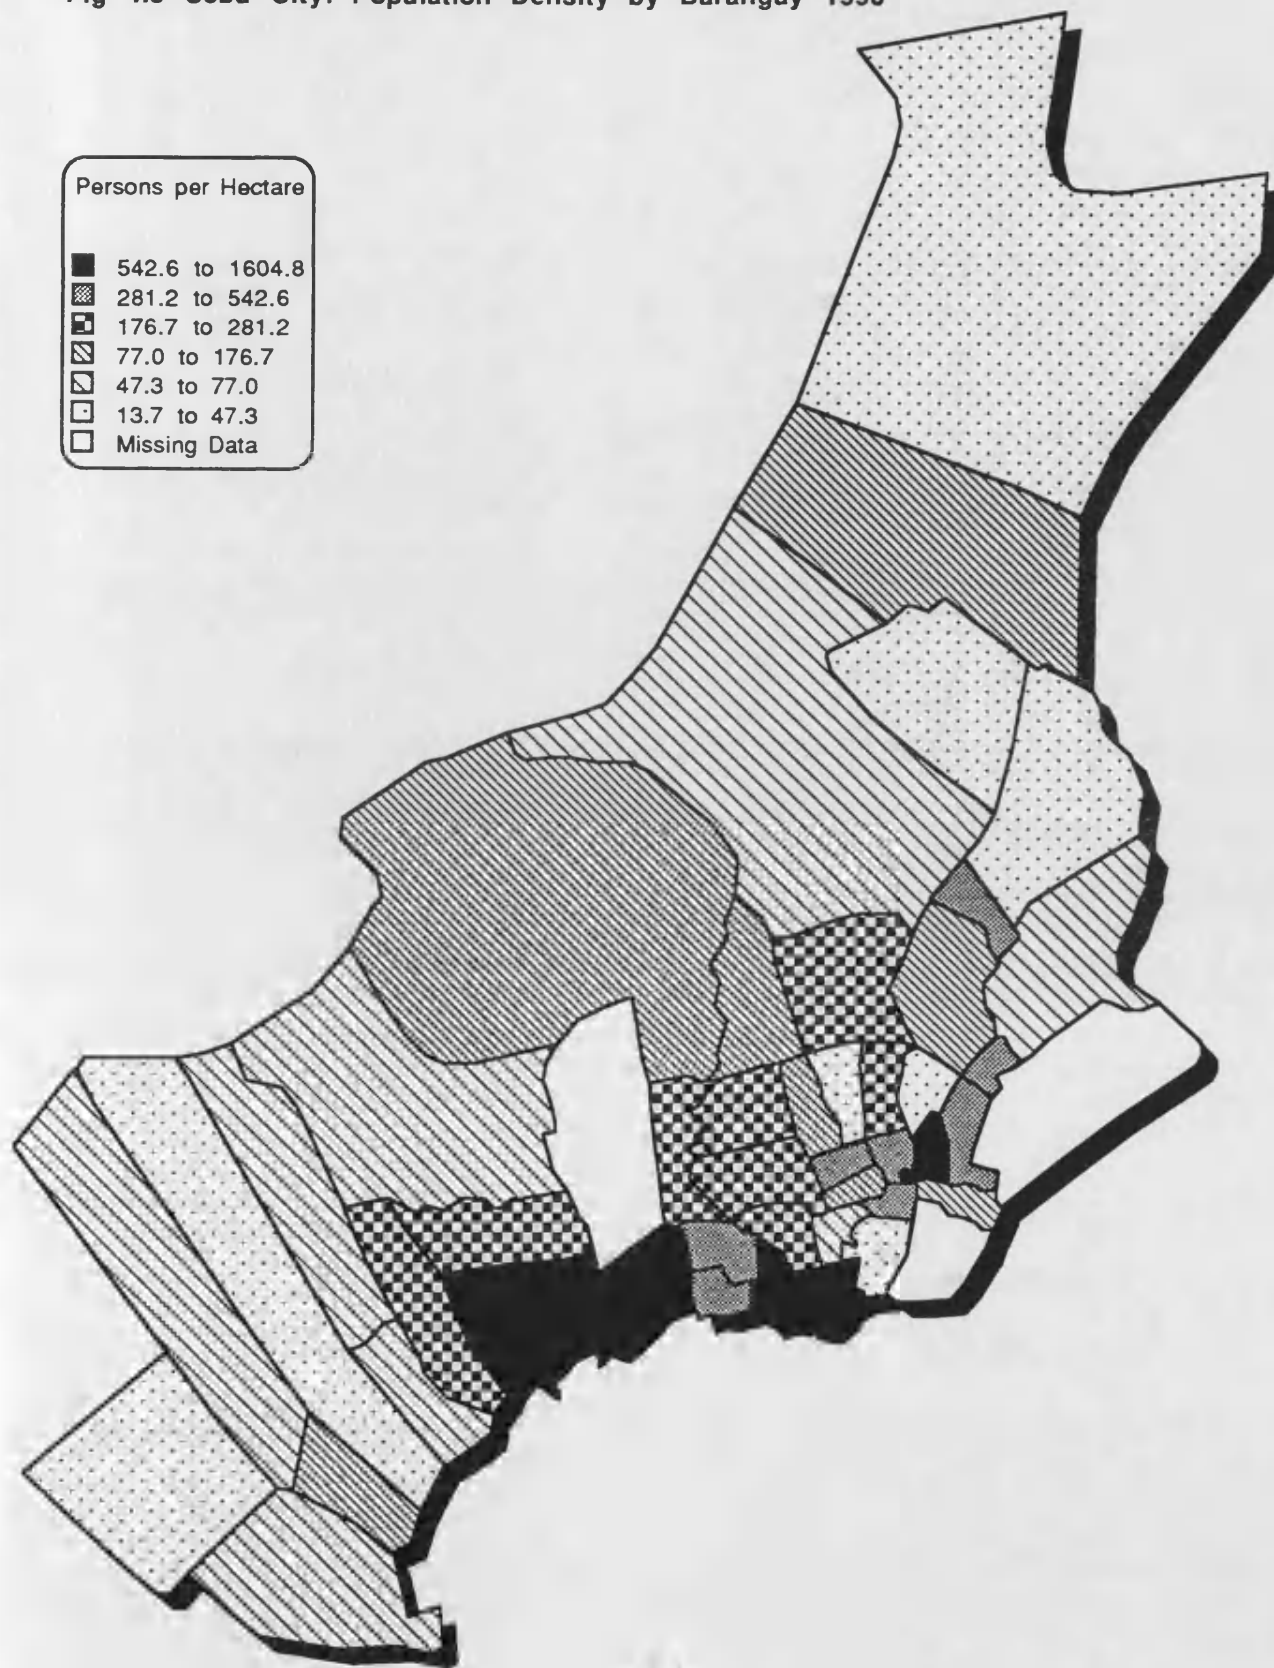 City: Population Density by Barangay
Persons per Hectare
542.6 to 1604.8
281.2 to 542.6
176.7 to 281.2
77.0 to 176.7
47.3 to 77.0
13.7 to 47.3
Missing Data